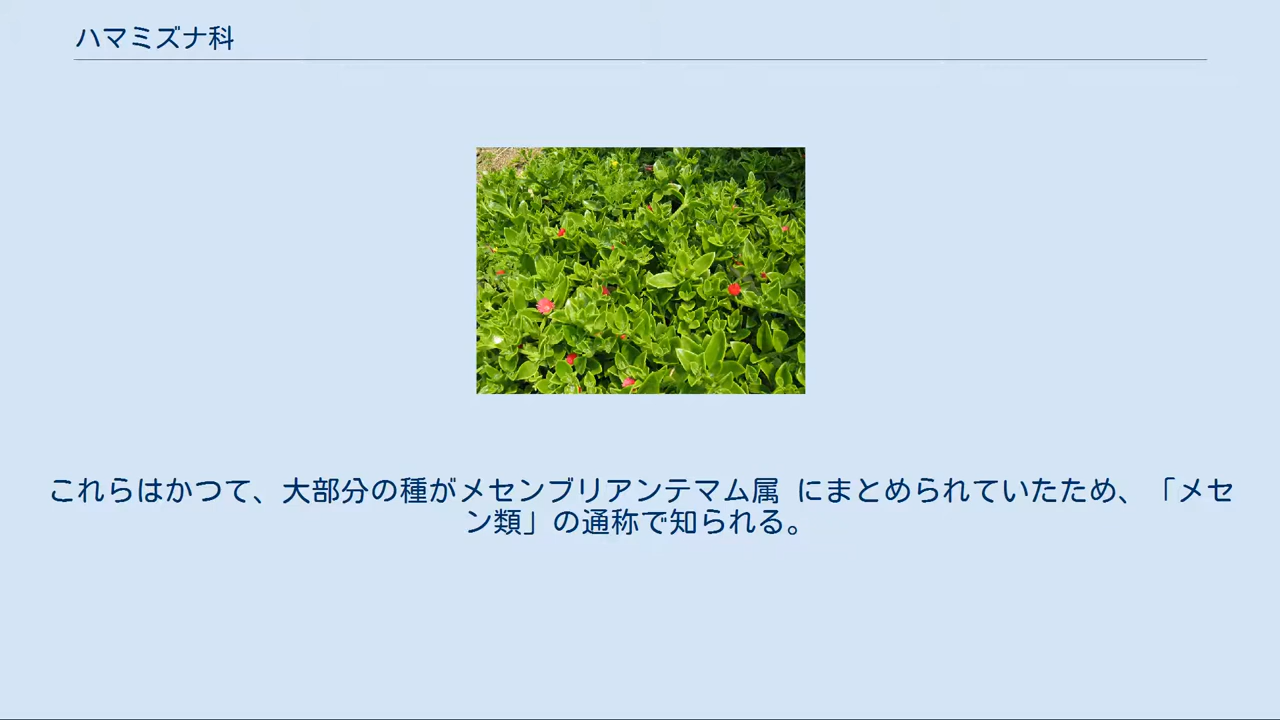 ハマミズナ科
これらはかつて、大部分の種がメセンブリアンテマム属 にまとめられていたため、「メセ
ン類」の通称で知られる。